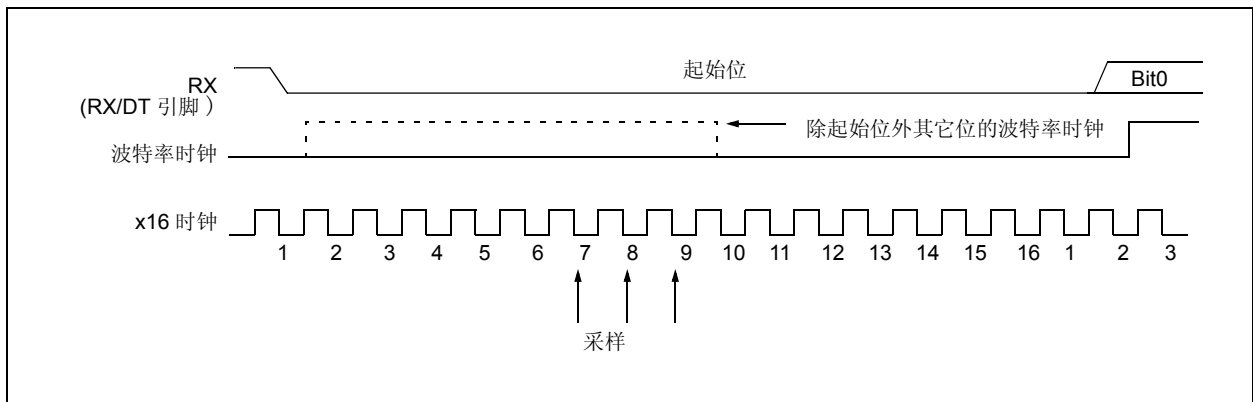 RX
(RX/DT 引脚 )
起始位
Bit0
除起始位外其它位的波特率时钟
波特率时钟
x16 时钟
1 2 3 4 5 6 7 8 9 10 11 12 13 14 15 16 1 2 3
采样